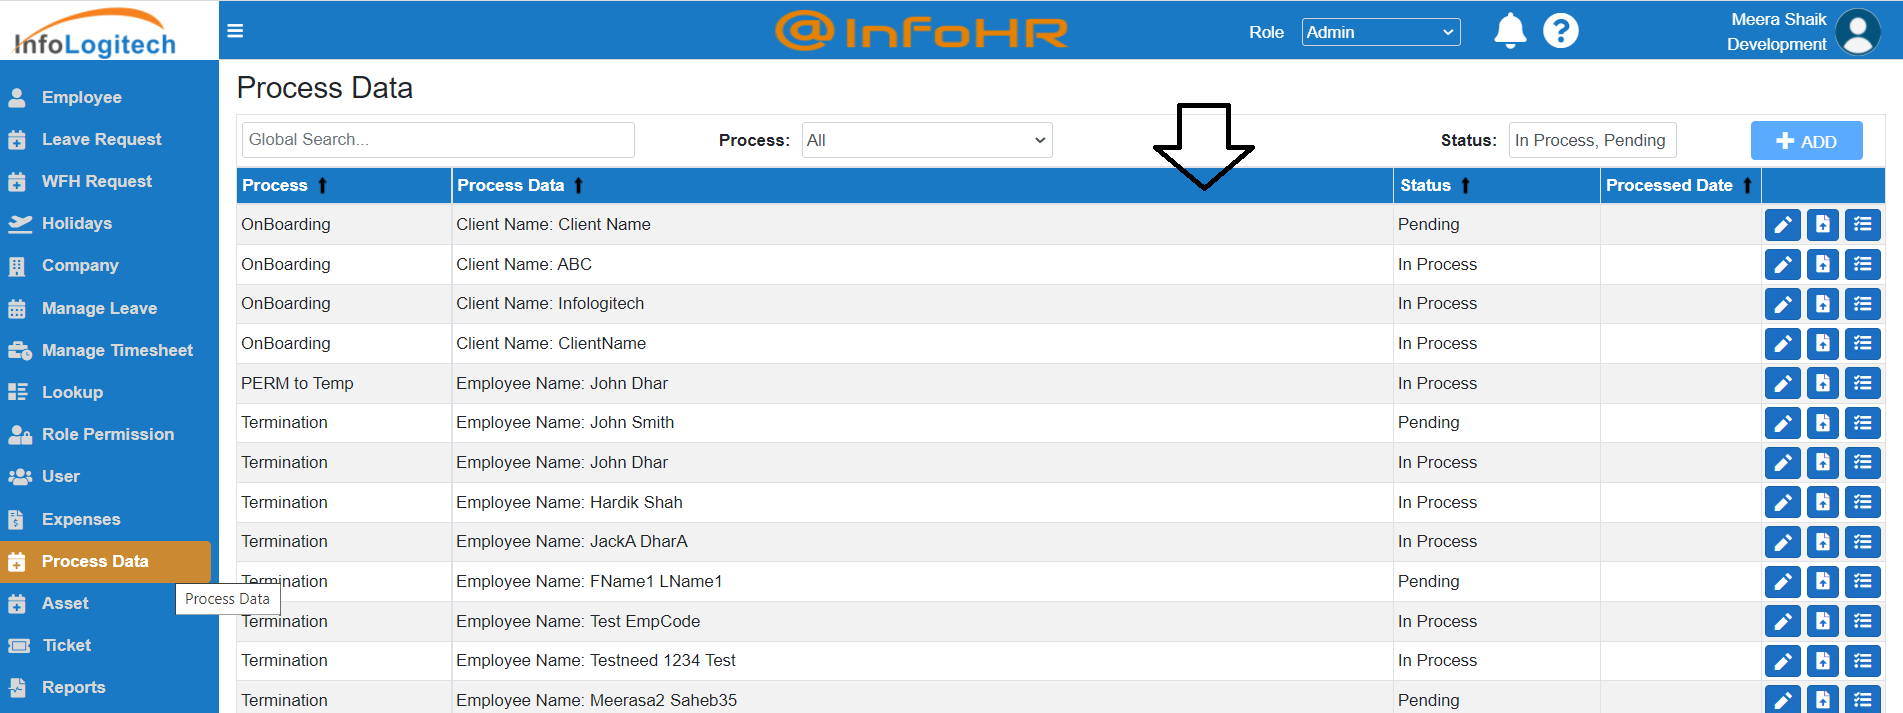 InfoLogitech
@InFoHR
Role
Admin
?
Meera Shaik
Development
Employee
Leave Request
WFH Request
Holidays
Company
Manage Leave
Manage Timesheet
Lookup
Role Permission
User
Expenses
Process Data
Asset
Ticket
Reports
Process Data
Process Data
Global Search...
Process: All
Status: In Process, Pending
ADD
Process Process Data Status Processed Date
OnBoarding Client Name: Client Name Pending
OnBoarding Client Name: ABC In Process
OnBoarding Client Name: Infologitech In Process
OnBoarding Client Name: ClientName In Process
PERM to Temp Employee Name: John Dhar In Process
Termination Employee Name: John Smith Pending
Termination Employee Name: John Dhar In Process
Termination Employee Name: Hardik Shah In Process
Termination Employee Name: JackA DharA In Process
Termination Employee Name: FName1 LName1 Pending
Termination Employee Name: Test EmpCode In Process
Termination Employee Name: Testneed 1234 Test In Process
Termination Employee Name: Meerasa2 Saheb35 Pending